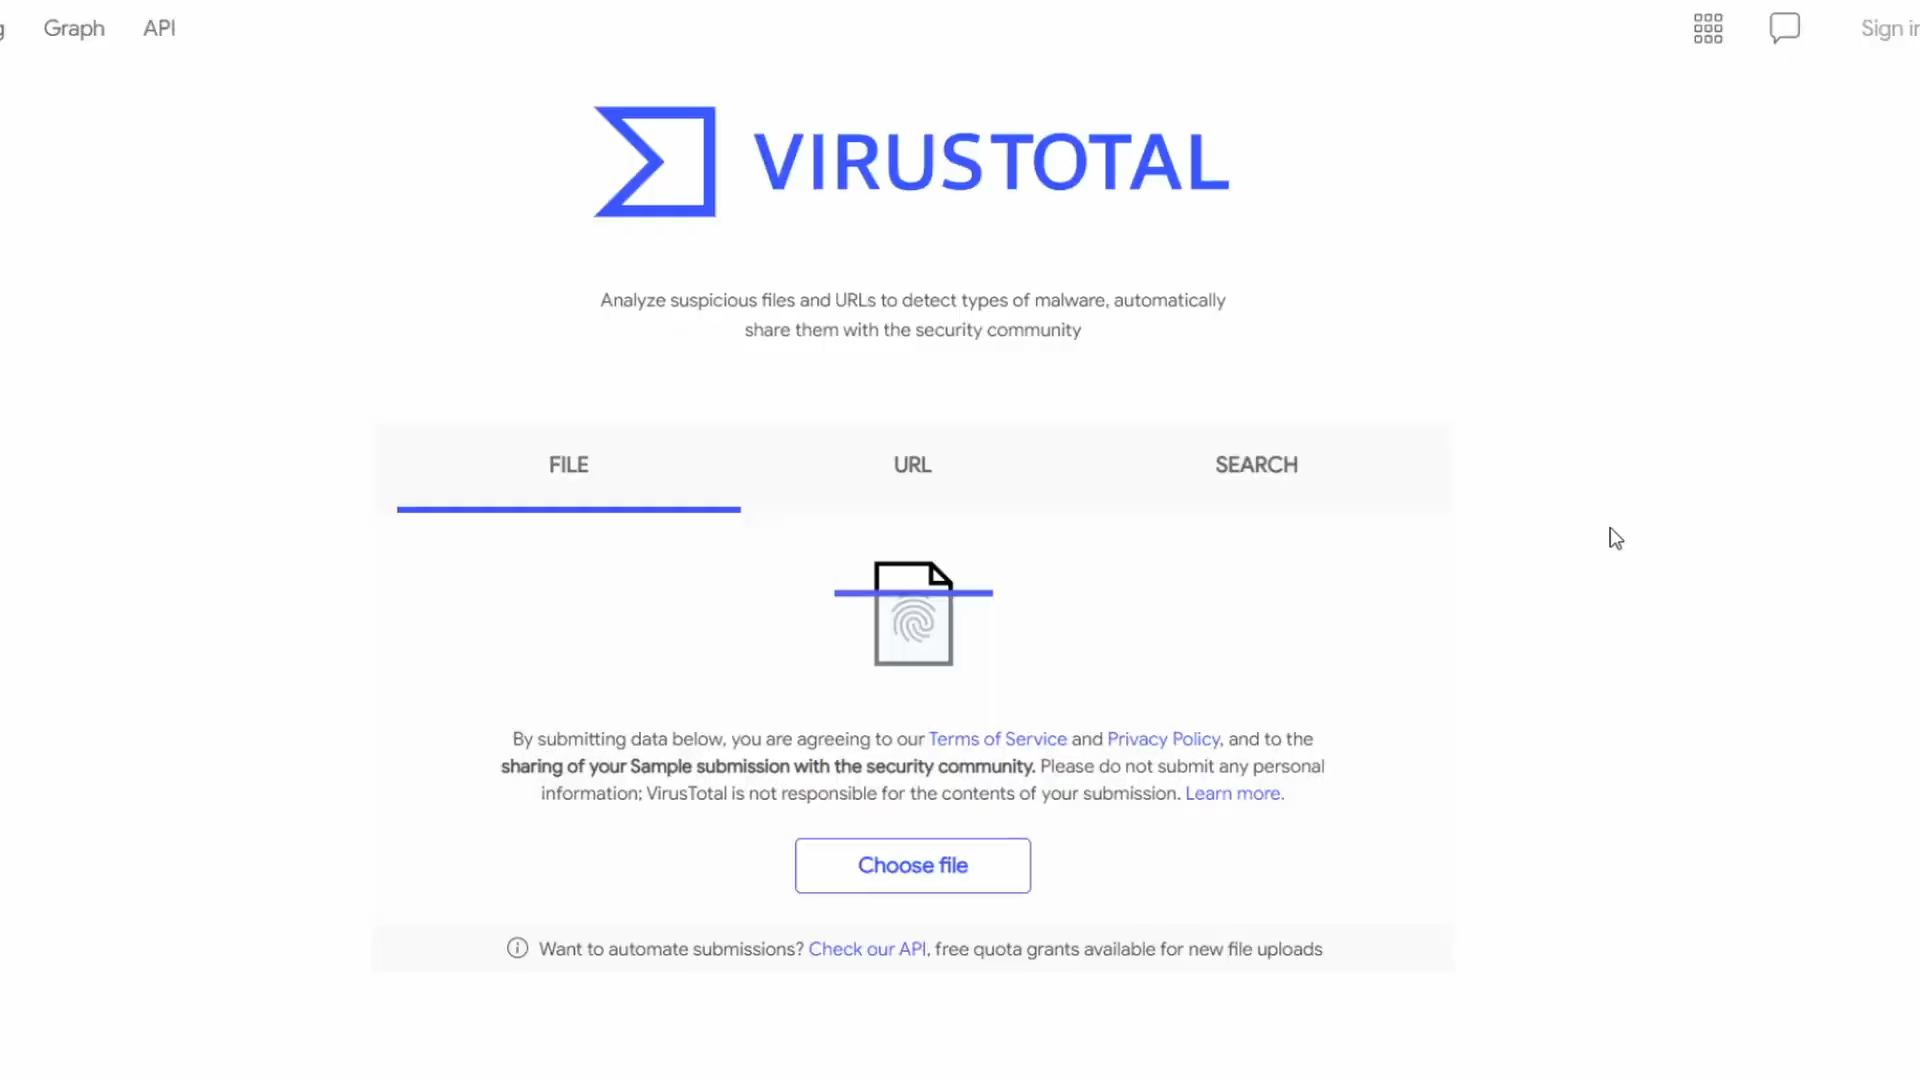 Graph API Sign in
VIRUSTOTAL
Analyze suspicious files and URLs to detect types of malware, automatically
share them with the security community
FILE URL SEARCH
By submitting data below, you are agreeing to our Terms of Service and Privacy Policy, and to the
sharing of your Sample submission with the security community. Please do not submit any personal
information; VirusTotal is not responsible for the contents of your submission. Learn more.
Choose file
Want to automate submissions? Check our API, free quota grants available for new file uploads